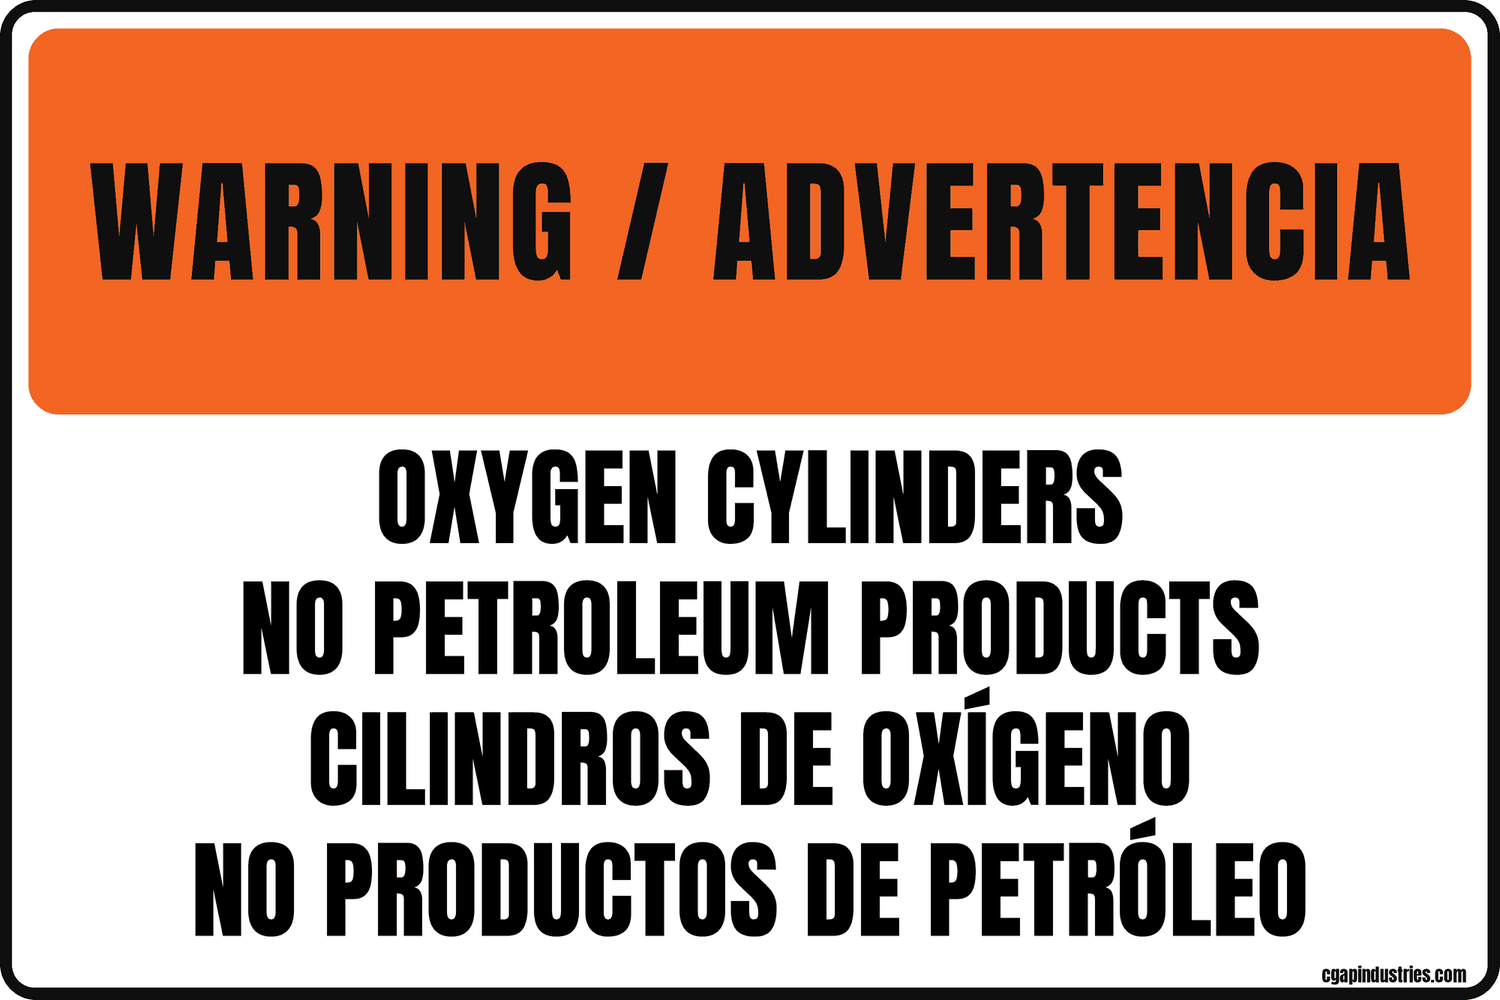 WARNING / ADVERTENCIA
OXYGEN CYLINDERS
NO PETROLEUM PRODUCTS
CILINDROS DE OXÍGENO
NO PRODUCTOS DE PETRÓLEO
cgapindustries.com